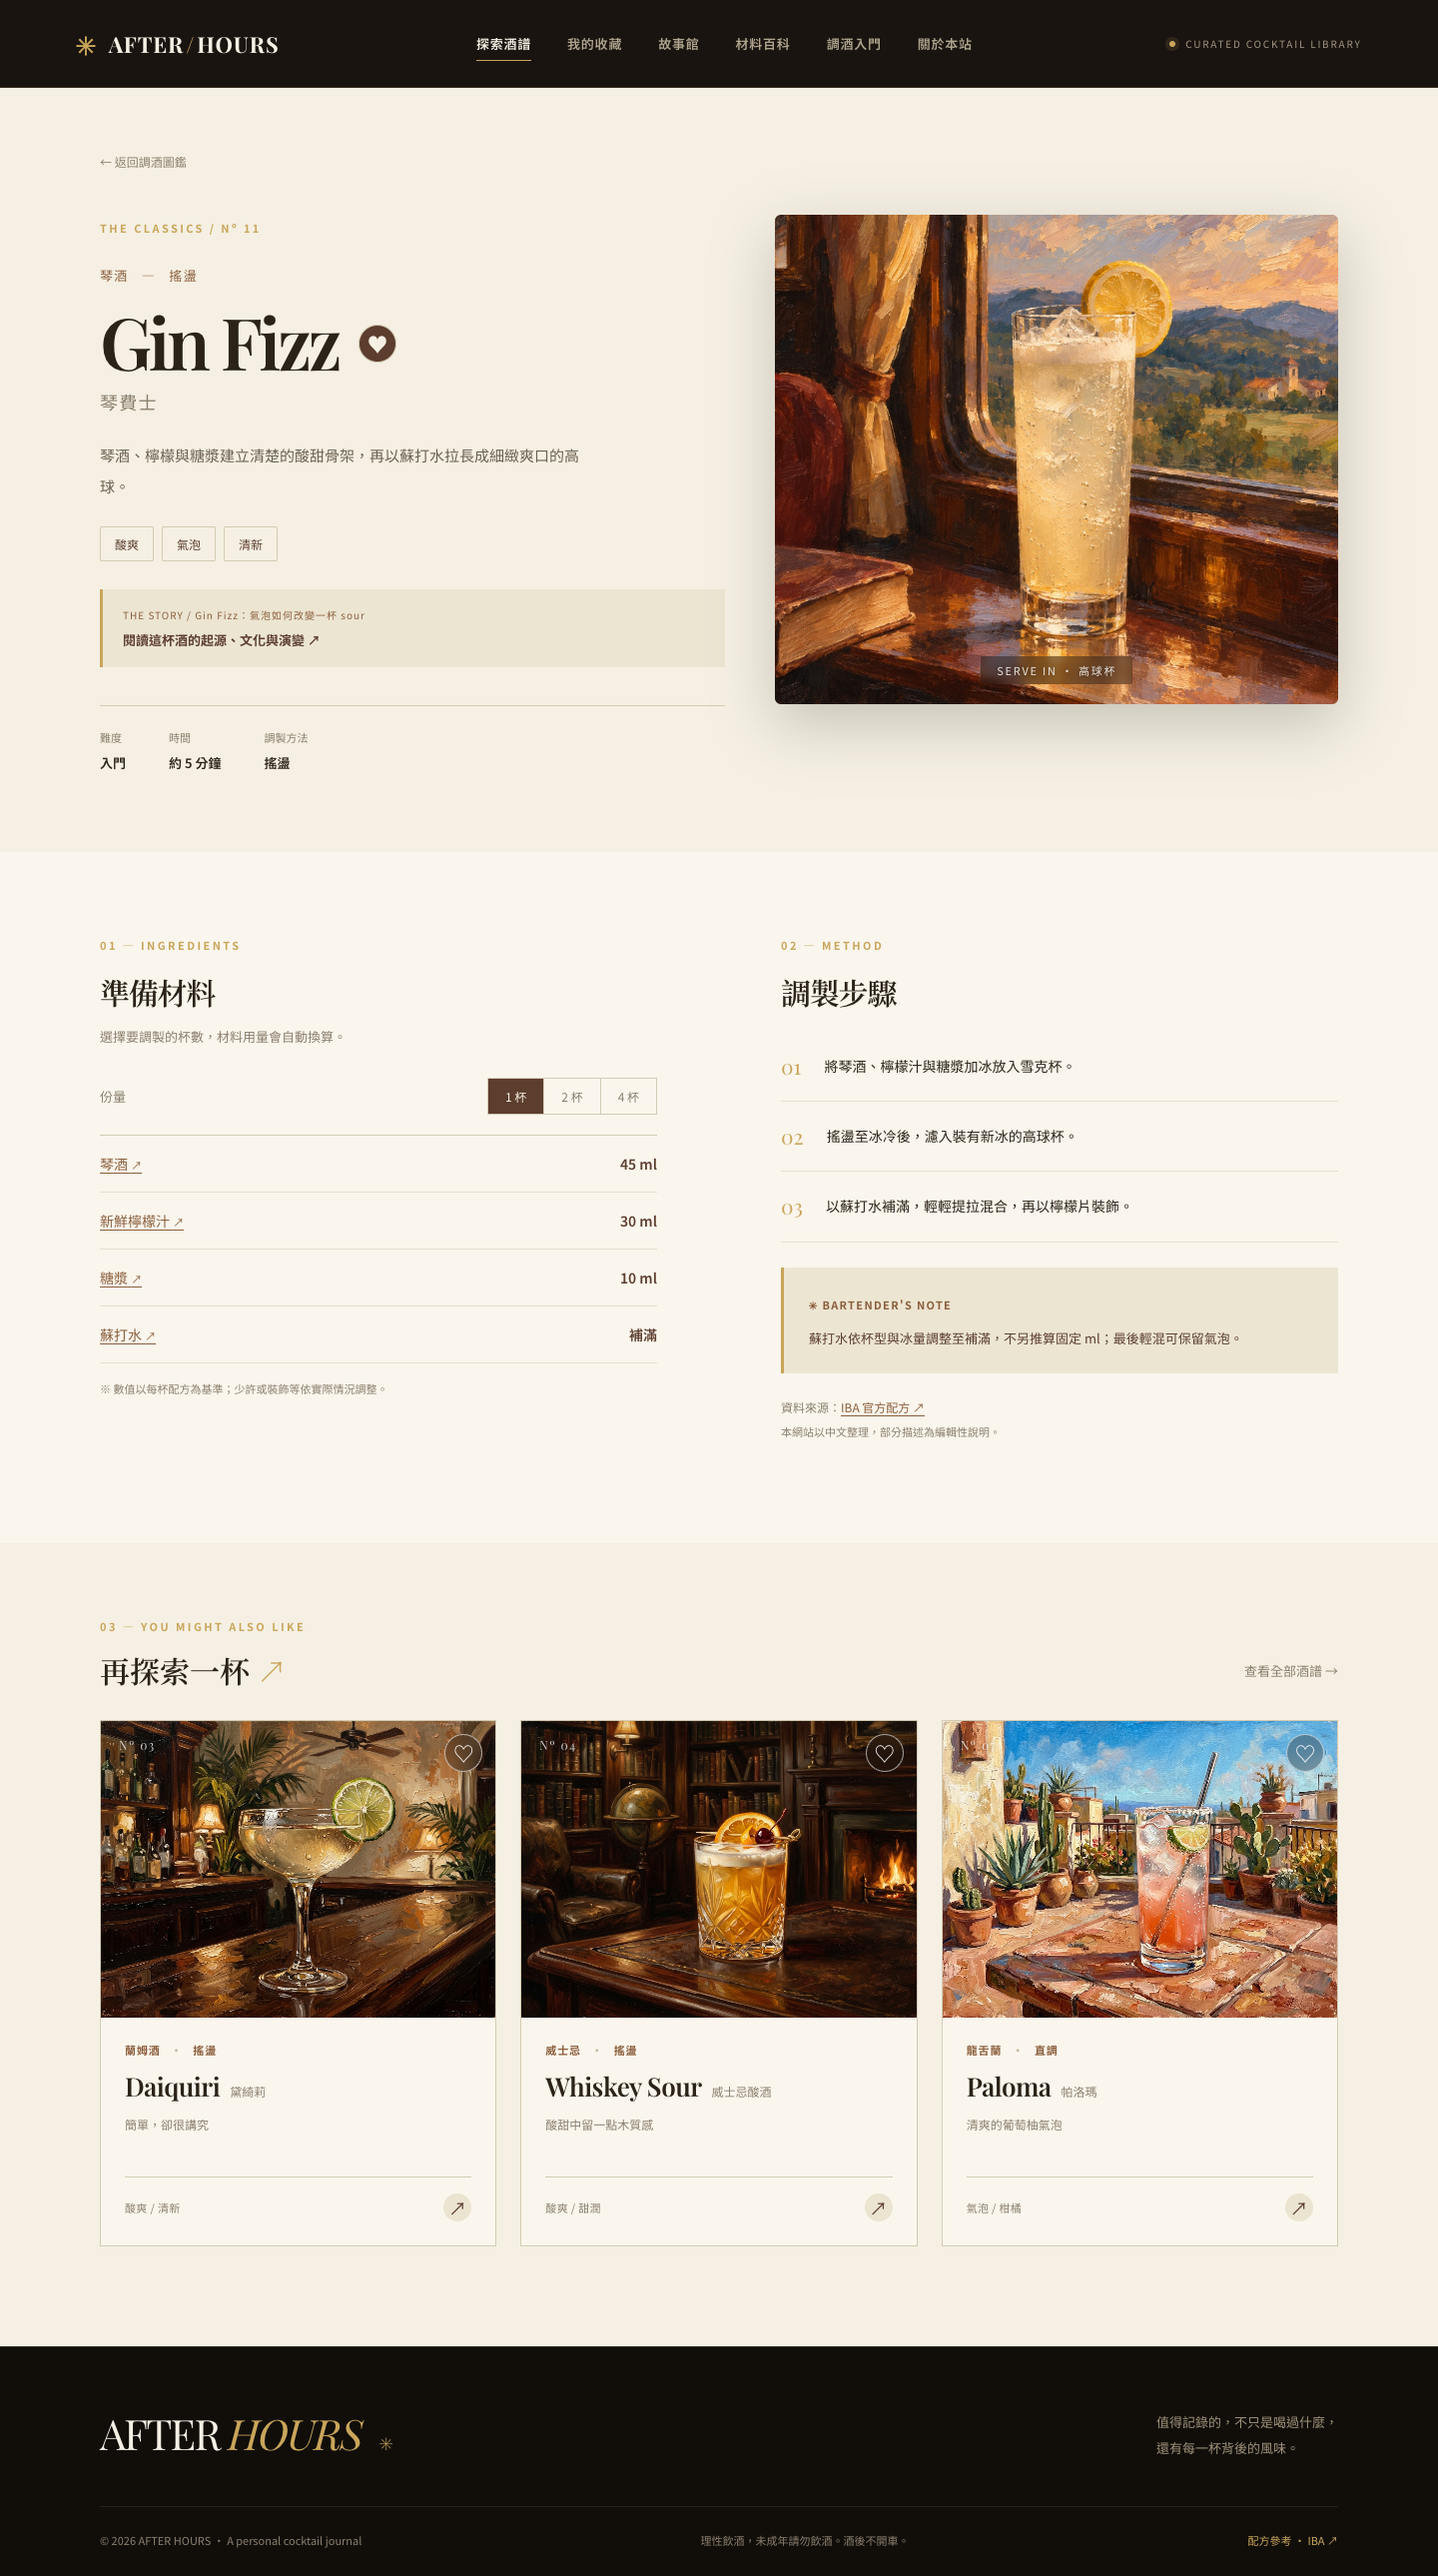 AFTER/HOURS
探索酒譜 我的收藏 故事館 材料百科 調酒入門 關於本站
CURATED COCKTAIL LIBRARY
← 返回調酒圖鑑
THE CLASSICS / Nº 11
琴酒 — 搖盪
Gin Fizz
琴費士
琴酒、檸檬與糖漿建立清楚的酸甜骨架，再以蘇打水拉長成細緻爽口的高
球。
酸爽 氣泡 清新
THE STORY / Gin Fizz：氣泡如何改變一杯 sour
閱讀這杯酒的起源、文化與演變 ↗
難度 時間 調製方法
入門 約 5 分鐘 搖盪
SERVE IN ・ 高球杯
01 — INGREDIENTS
準備材料
選擇要調製的杯數，材料用量會自動換算。
份量 1 杯 2 杯 4 杯
琴酒 ↗ 45 ml
新鮮檸檬汁 ↗ 30 ml
糖漿 ↗ 10 ml
蘇打水 ↗ 補滿
※ 數值以每杯配方為基準；少許或裝飾等依實際情況調整。
02 — METHOD
調製步驟
01 將琴酒、檸檬汁與糖漿加冰放入雪克杯。
02 搖盪至冰冷後，濾入裝有新冰的高球杯。
03 以蘇打水補滿，輕輕提拉混合，再以檸檬片裝飾。
✳ BARTENDER'S NOTE
蘇打水依杯型與冰量調整至補滿，不另推算固定 ml；最後輕混可保留氣泡。
資料來源：IBA 官方配方 ↗
本網站以中文整理，部分描述為編輯性說明。
03 — YOU MIGHT ALSO LIKE
再探索一杯 ↗
查看全部酒譜 →
Nº 03
蘭姆酒 ・ 搖盪
Daiquiri 黛綺莉
簡單，卻很講究
酸爽 / 清新 ↗
Nº 04
威士忌 ・ 搖盪
Whiskey Sour 威士忌酸酒
酸甜中留一點木質感
酸爽 / 甜潤 ↗
Nº
龍舌蘭 ・ 直調
Paloma 帕洛瑪
清爽的葡萄柚氣泡
氣泡 / 柑橘 ↗
AFTER HOURS ✳
值得記錄的，不只是喝過什麼，
還有每一杯背後的風味。
© 2026 AFTER HOURS ・ A personal cocktail journal
理性飲酒，未成年請勿飲酒。酒後不開車。
配方參考 ・ IBA ↗